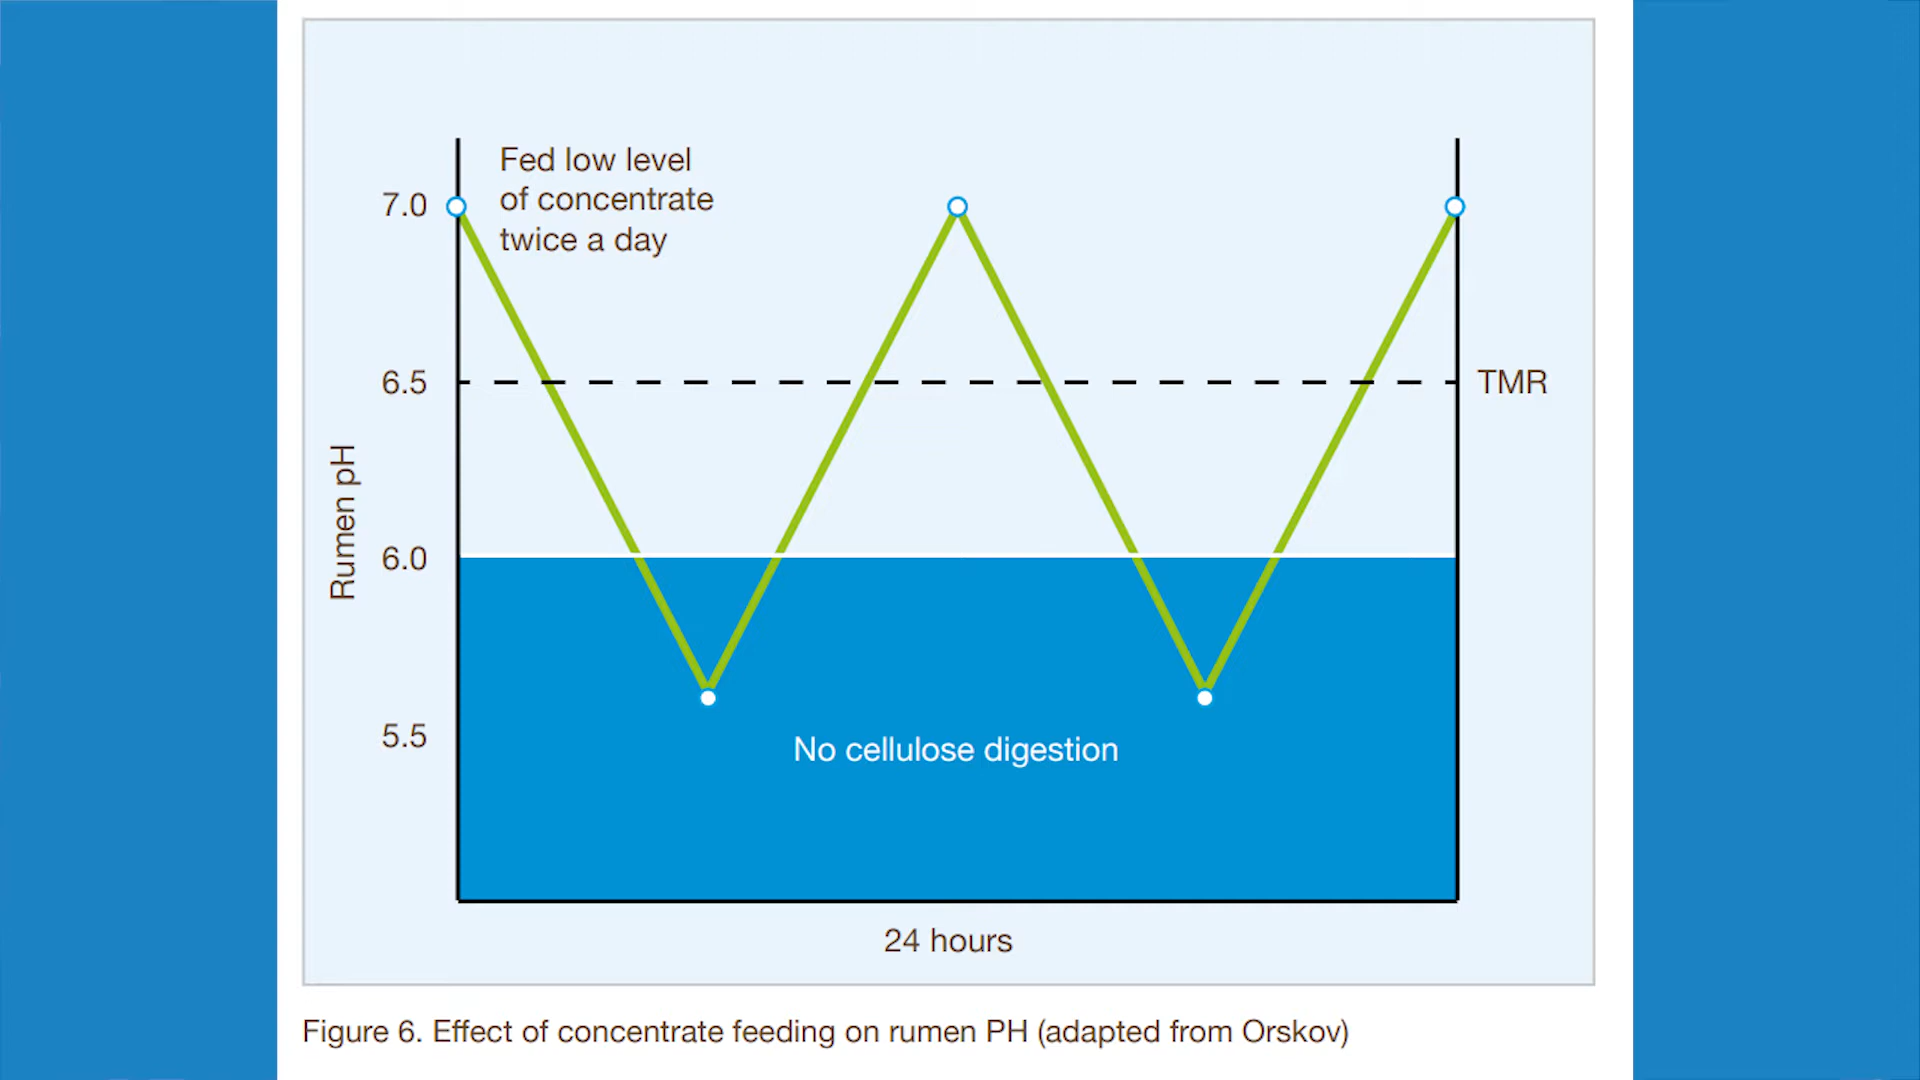 Fed low level
of concentrate
twice a day
7.0
6.5
TMR
Rumen pH
6.0
5.5
No cellulose digestion
24 hours
Figure 6. Effect of concentrate feeding on rumen PH (adapted from Orskov)